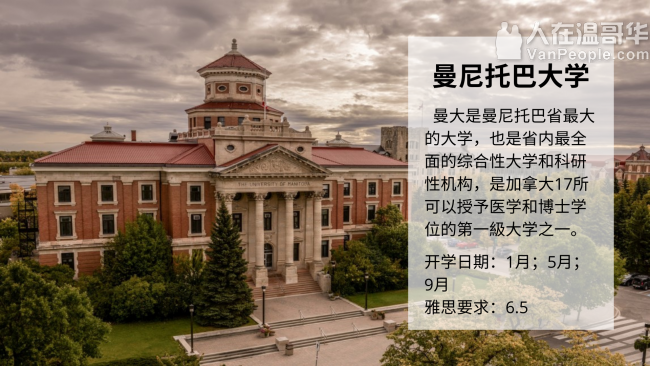 人在温哥华
VanPeople.com
曼尼托巴大学
曼大是曼尼托巴省最大
的大学，也是省内最全
面的综合性大学和科研
性机构，是加拿大17所
可以授予医学和博士学
位的第一級大学之一。
开学日期：1月；5月；
9月
雅思要求：6.5
THE UNIVERSITY OF MANITOBA